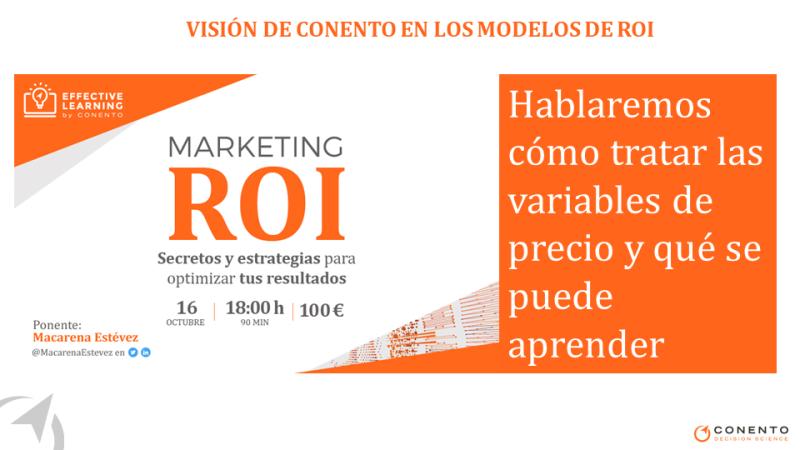 VISIÓN DE CONENTO EN LOS MODELOS DE ROI
EFFECTIVE
LEARNING
by CONENTO
MARKETING
ROI
Secretos y estrategias para
optimizar tus resultados
16 18:00 h 100 €
OCTUBRE 90 MIN
Ponente:
Macarena Estévez
@MacarenaEstevez en
Hablaremos
cómo tratar las
variables de
precio y qué se
puede
aprender
CONENTO
DECISION SCIENCE